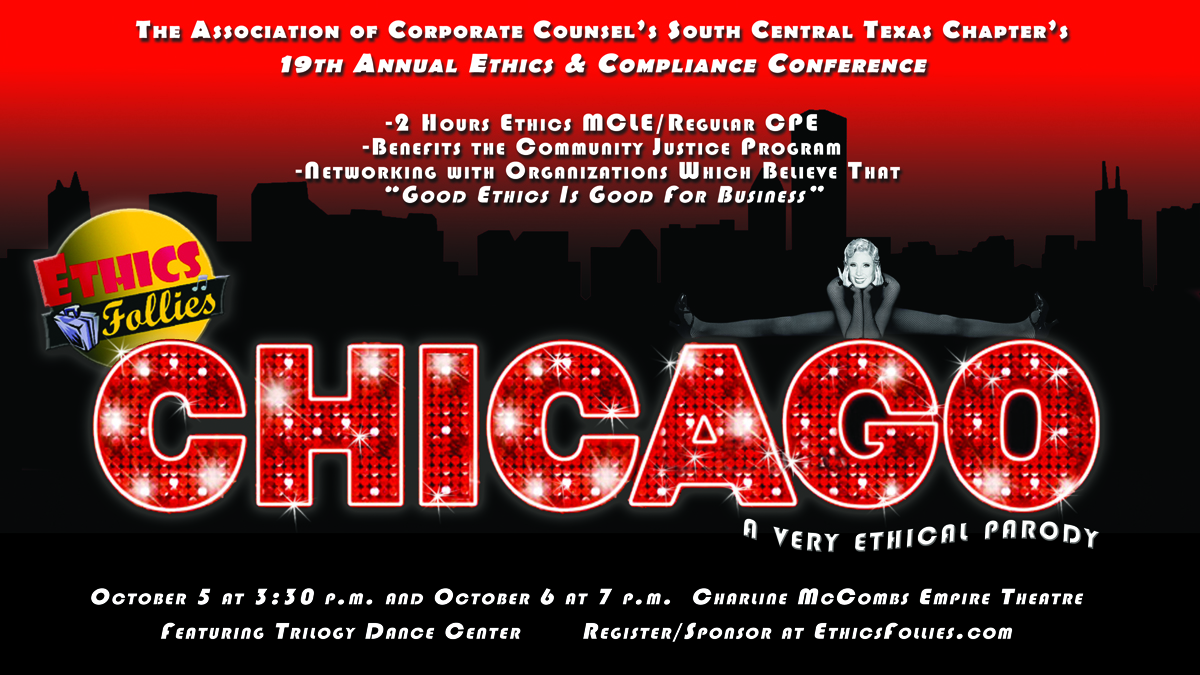 The Association of Corporate Counsel's South Central Texas Chapter's
19th Annual Ethics & Compliance Conference
-2 Hours Ethics MCLE/Regular CPE
-Benefits the Community Justice Program
-Networking with Organizations Which Believe That
"Good Ethics Is Good For Business"
Ethics
Follies
CHICAGO
A VERY ETHICAL PARODY
October 5 at 3:30 p.m. and October 6 at 7 p.m. Charline McCombs Empire Theatre
Featuring Trilogy Dance Center Register/Sponsor at EthicsFollies.com